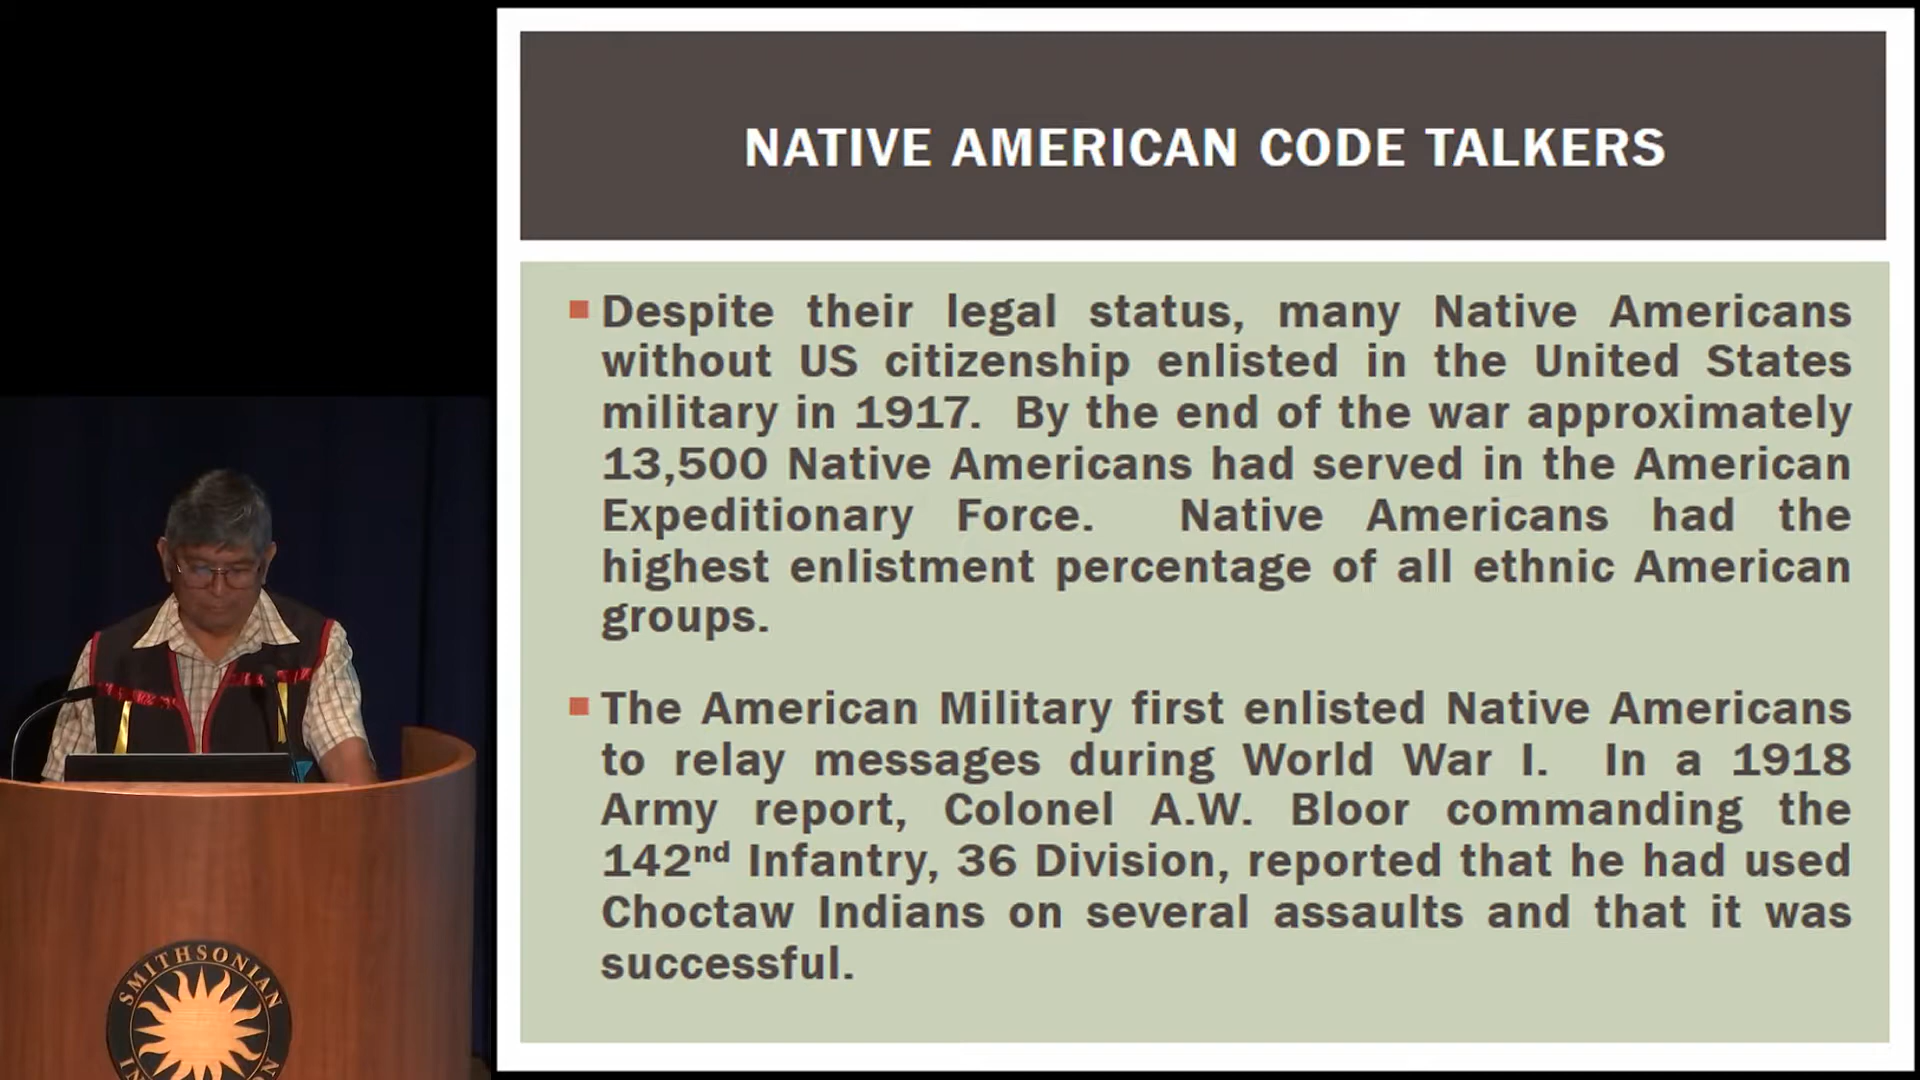 NATIVE AMERICAN CODE TALKERS
Despite their legal status, many Native Americans
without US citizenship enlisted in the United States
military in 1917. By the end of the war approximately
13,500 Native Americans had served in the American
Expeditionary Force. Native Americans had the
highest enlistment percentage of all ethnic American
groups.
The American Military first enlisted Native Americans
to relay messages during World War I. In a 1918
Army report, Colonel A.W. Bloor commanding the
142nd Infantry, 36 Division, reported that he had used
Choctaw Indians on several assaults and that it was
successful.
SMITHSONIAN